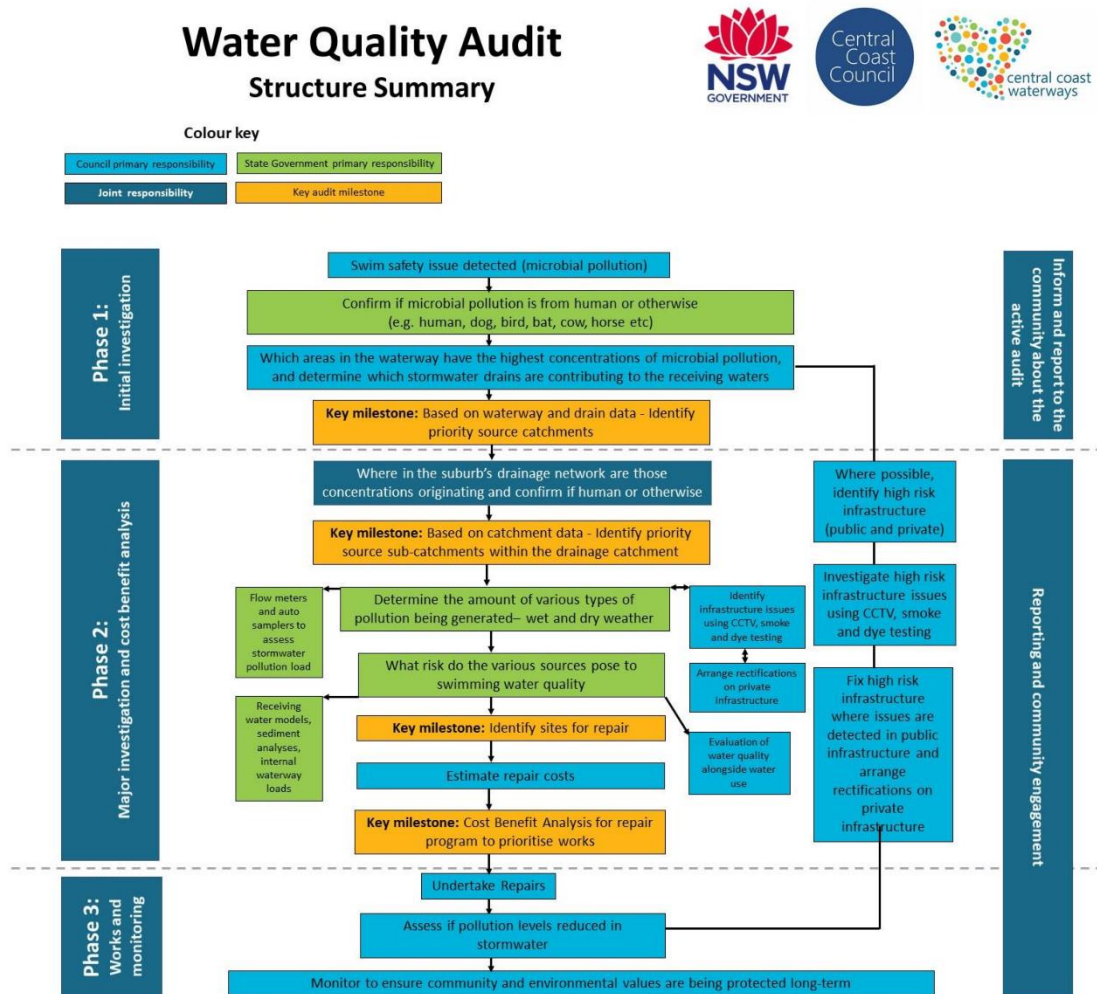 Water Quality Audit
Structure Summary
NSW
GOVERNMENT
Central
Coast
Council
central coast
waterways
Colour key
Council primary responsibility
State Government primary responsibility
Joint responsibility
Key audit milestone
Phase 1:
Initial investigation
Swim safety issue detected (microbial pollution)
Confirm if microbial pollution is from human or otherwise
(e.g. human, dog, bird, bat, cow, horse etc)
Which areas in the waterway have the highest concentrations of microbial pollution,
and determine which stormwater drains are contributing to the receiving waters
Key milestone: Based on waterway and drain data - Identify
priority source catchments
Inform and report to the
community about the
active audit
Phase 2:
Major investigation and cost benefit analysis
Where in the suburb's drainage network are those
concentrations originating and confirm if human or otherwise
Key milestone: Based on catchment data - Identify priority
source sub-catchments within the drainage catchment
Flow meters
and auto
samplers to
assess
stormwater
pollution load
Determine the amount of various types of
pollution being generated– wet and dry weather
Identify
infrastructure issues
using CCTV, smoke
and dye testing
What risk do the various sources pose to
swimming water quality
Arrange rectifications
on private
infrastructure
Receiving
water models,
sediment
analyses,
internal
waterway
loads
Key milestone: Identify sites for repair
Evaluation of
water quality
alongside water
use
Estimate repair costs
Key milestone: Cost Benefit Analysis for repair
program to prioritise works
Where possible,
identify high risk
infrastructure
(public and private)
Investigate high risk
infrastructure issues
using CCTV, smoke
and dye testing
Fix high risk
infrastructure
where issues are
detected in public
infrastructure and
arrange
rectifications on
private
infrastructure
Reporting and community engagement
Phase 3:
Works and
monitoring
Undertake Repairs
Assess if pollution levels reduced in
stormwater
Monitor to ensure community and environmental values are being protected long-term